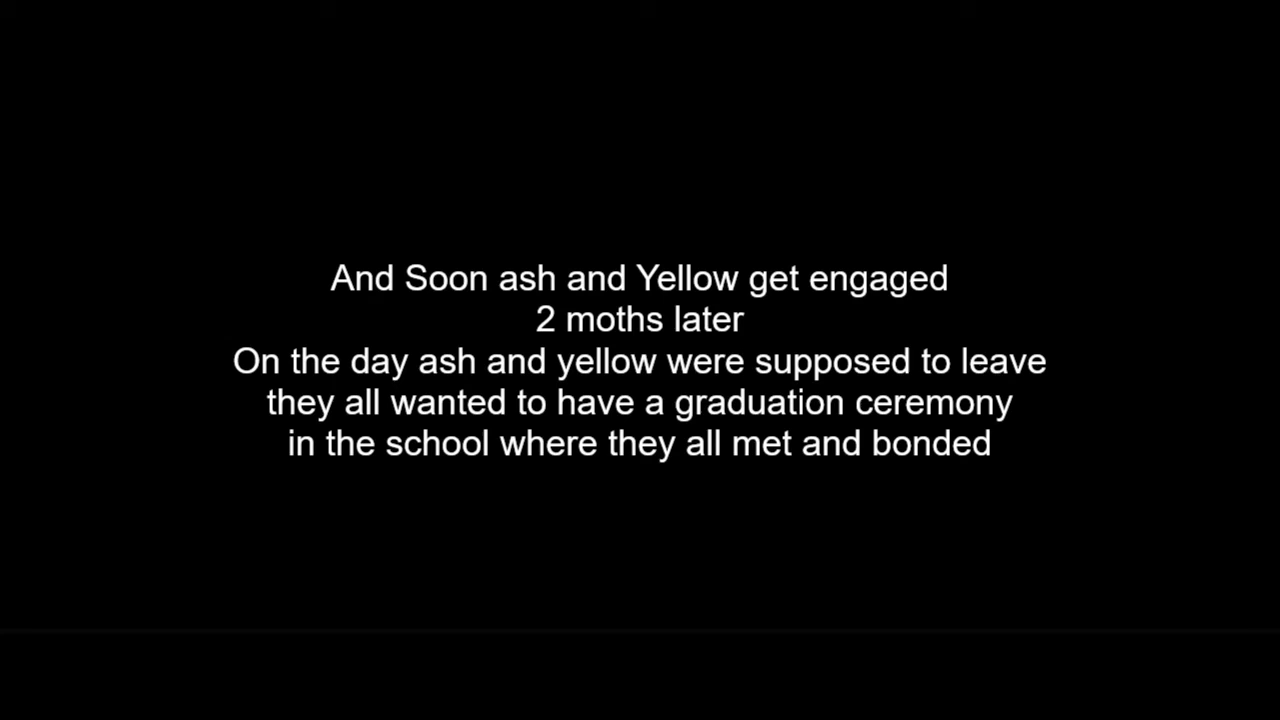 And Soon ash and Yellow get engaged
2 moths later
On the day ash and yellow were supposed to leave
they all wanted to have a graduation ceremony
in the school where they all met and bonded